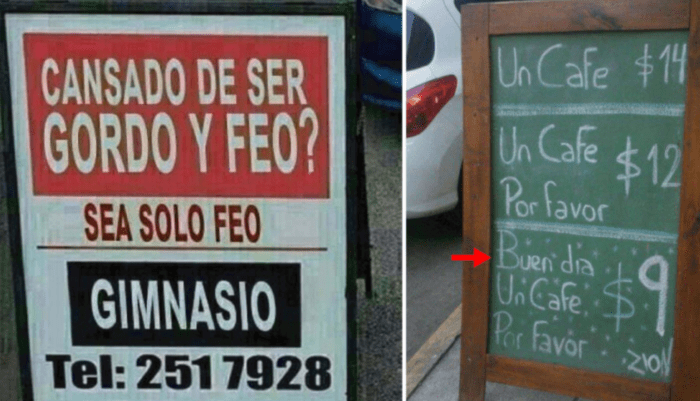 CANSADO DE SER
GORDO Y FEO?
SEA SOLO FEO
GIMNASIO
Tel: 251 7928
Un Cafe $14
Un Cafe $12
Por favor
Buen dia
Un Cafe $9
Por favor
ZION